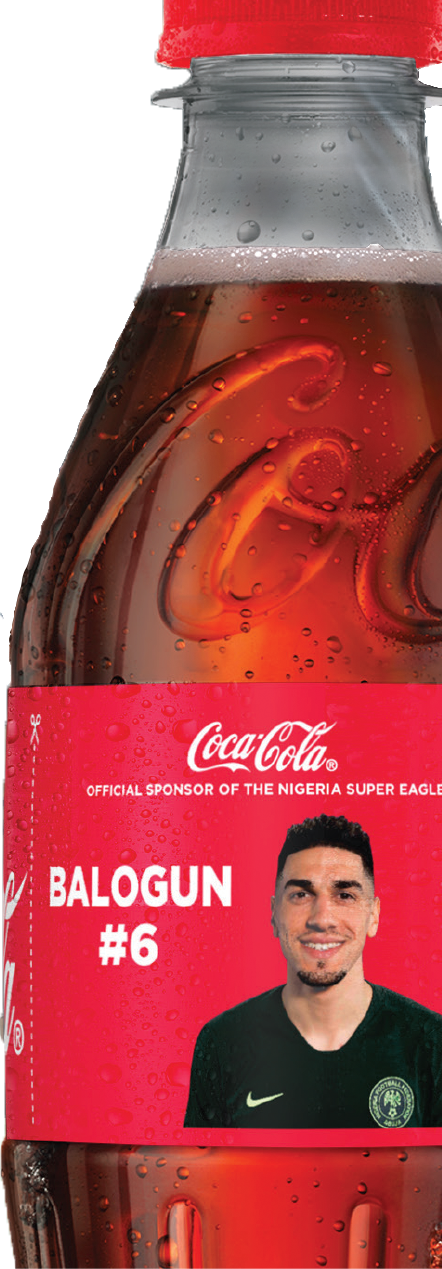 Coca-Cola®
OFFICIAL SPONSOR OF THE NIGERIA SUPER EAGLE
BALOGUN
#6
®